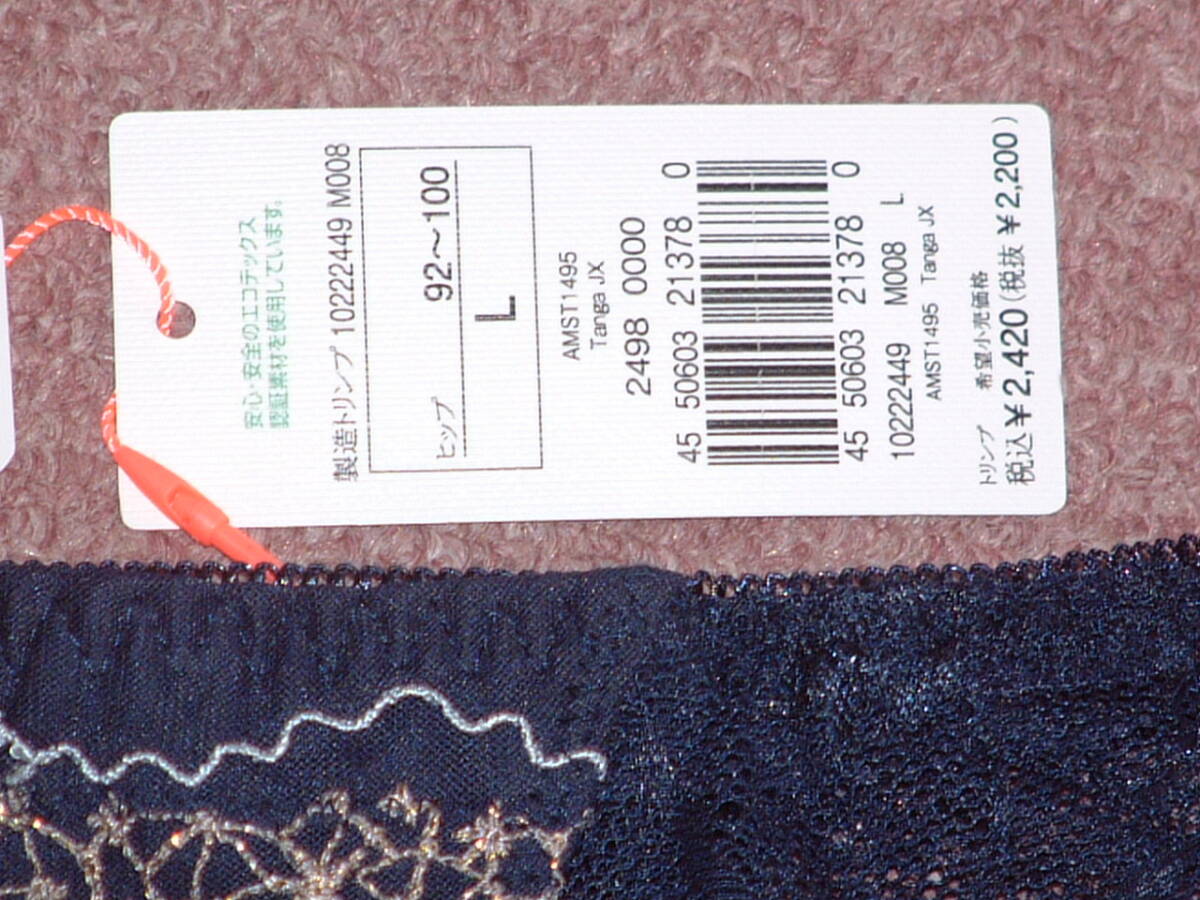 安心・安全のエコテックス
認証素材を使用しています。
製造トリンプ 10222449 M008
ヒップ 92〜100
L
AMST1495
Tanga JX
2498 0000
45 50603 21378 0
45 50603 21378 0
10222449 M008 L
AMST1495 Tanga JX
トリンプ 希望小売価格
税込¥2,420(税抜 ¥2,200)